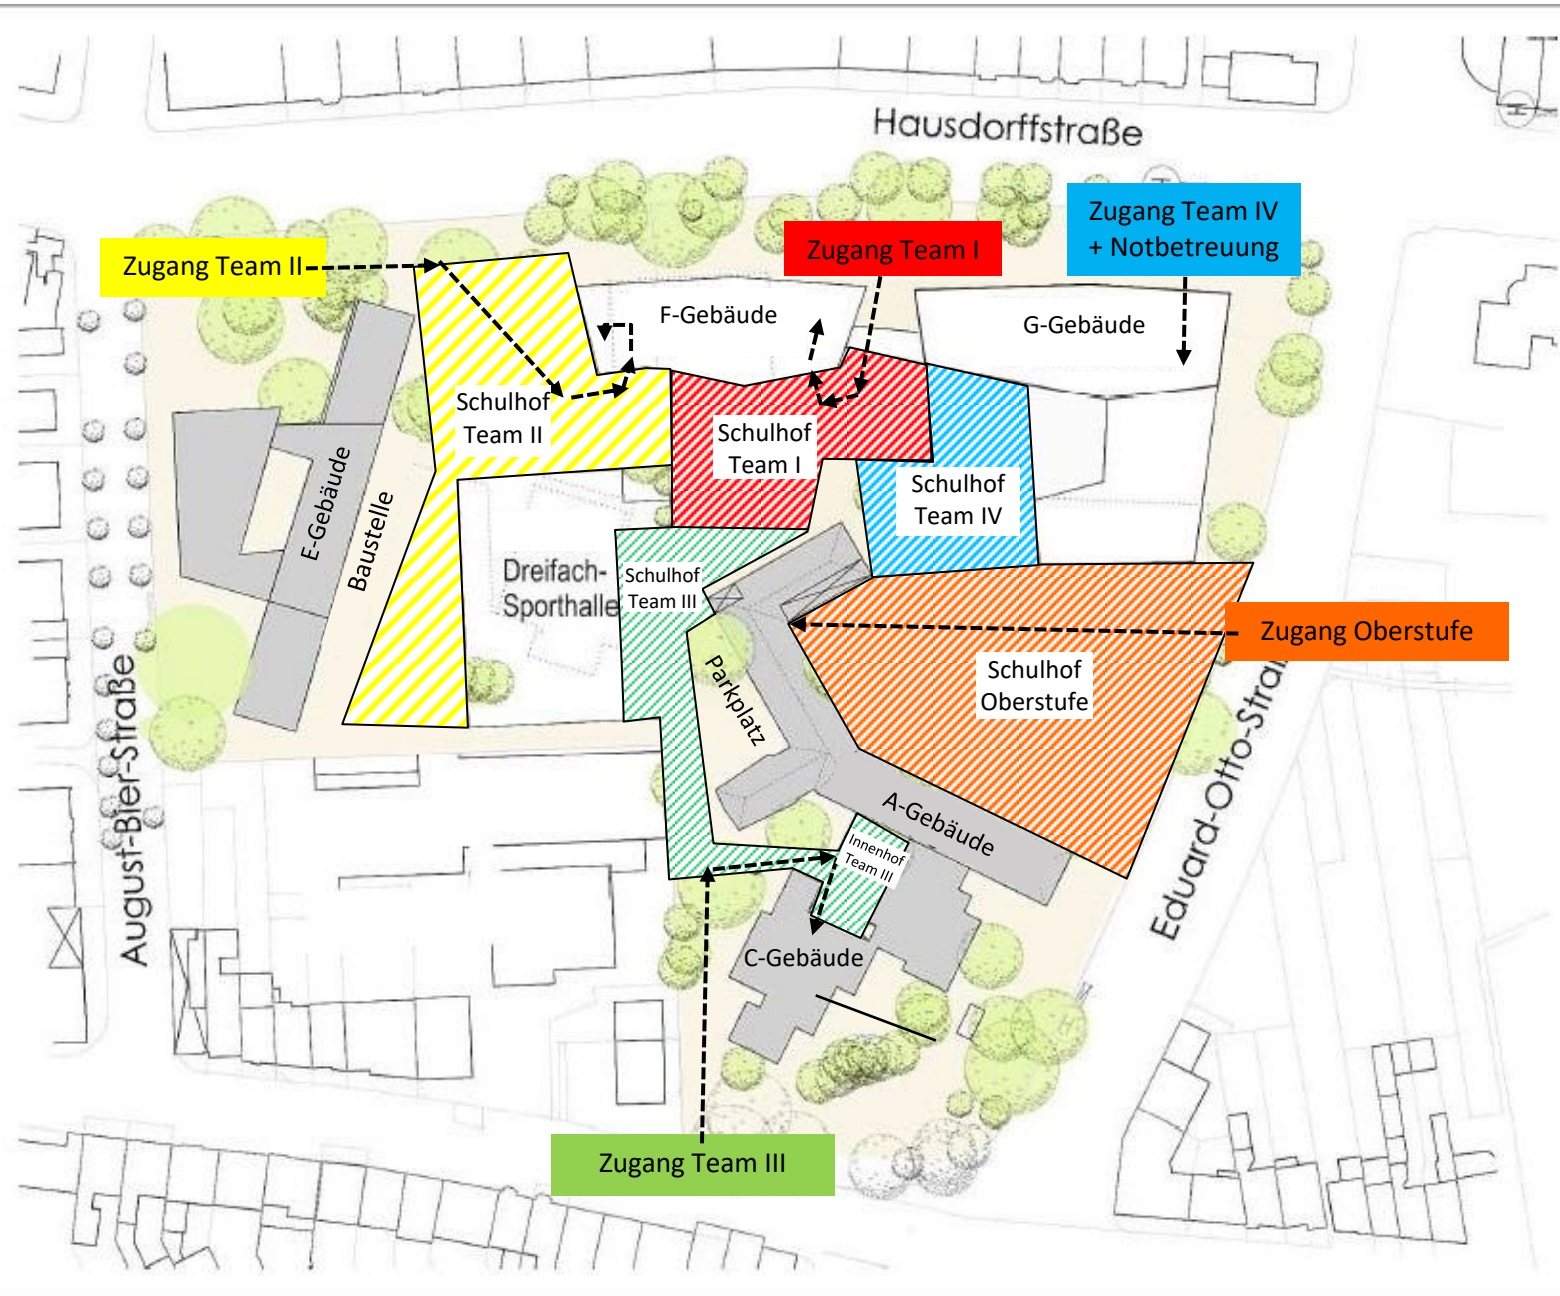 Hausdorffstraße
Zugang Team IV
+ Notbetreuung
Zugang Team I
Zugang Team II
F-Gebäude
G-Gebäude
Schulhof
Team II
Schulhof
Team I
Schulhof
Team IV
E-Gebäude
Baustelle
Dreifach-
Sporthalle
Schulhof
Team III
Zugang Oberstufe
Schulhof
Oberstufe
Parkplatz
August-Bier-Straße
Eduard-Otto-Straß
A-Gebäude
Innenhof
Team III
C-Gebäude
Zugang Team III
H
H